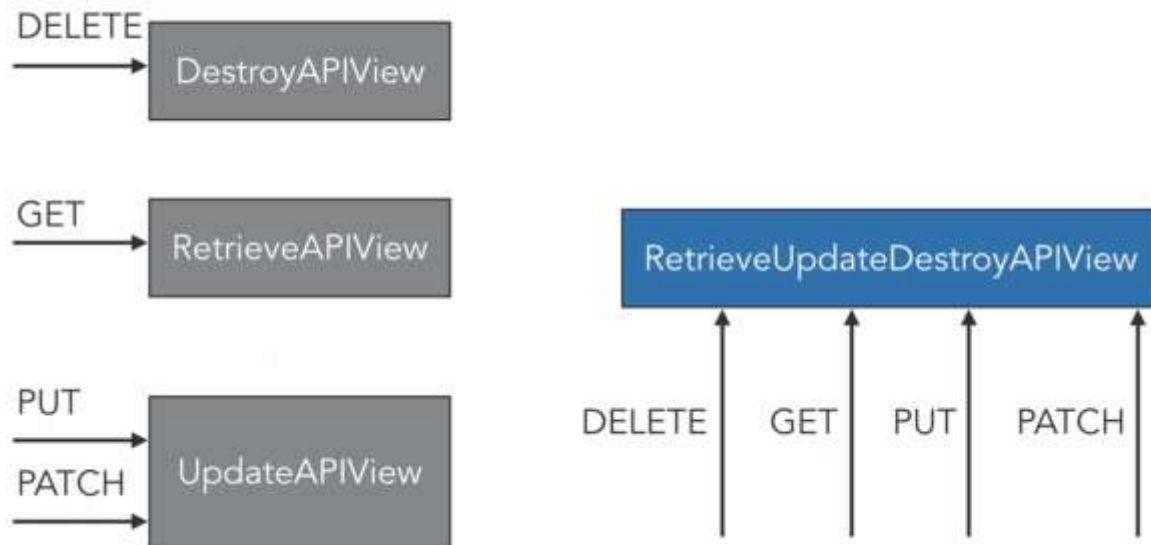 DELETE
DestroyAPIView
GET
RetrieveAPIView
PUT
PATCH
UpdateAPIView
RetrieveUpdateDestroyAPIView
DELETE GET PUT PATCH